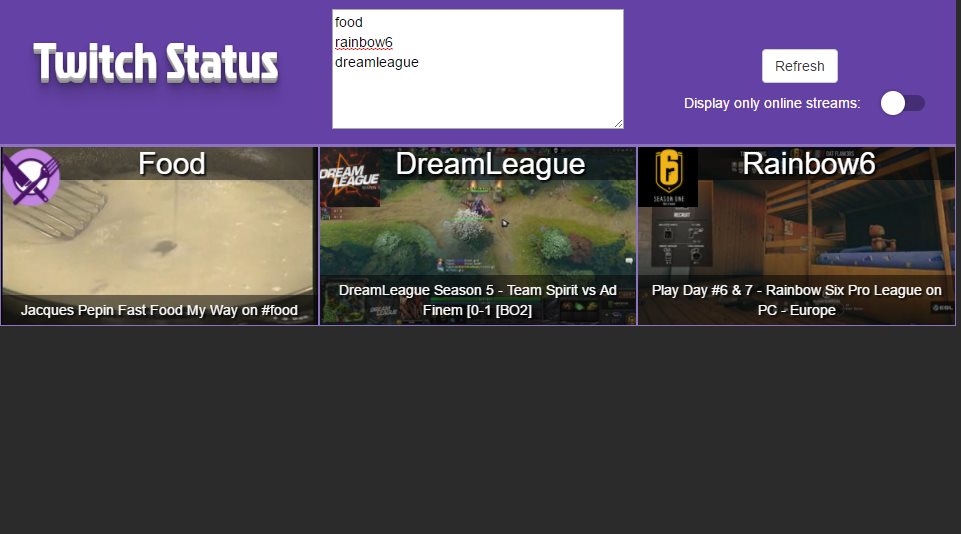 Twitch Status
food
rainbow6
dreamleague
Refresh
Display only online streams:
Food
Jacques Pepin Fast Food My Way on #food
DREAM
LEAGUE
DreamLeague
DreamLeague Season 5 - Team Spirit vs Ad
Finem [0-1 [BO2]
SEASON ONE
Rainbow6
RECRUIT
Play Day #6 & 7 - Rainbow Six Pro League on
PC - Europe
ESL